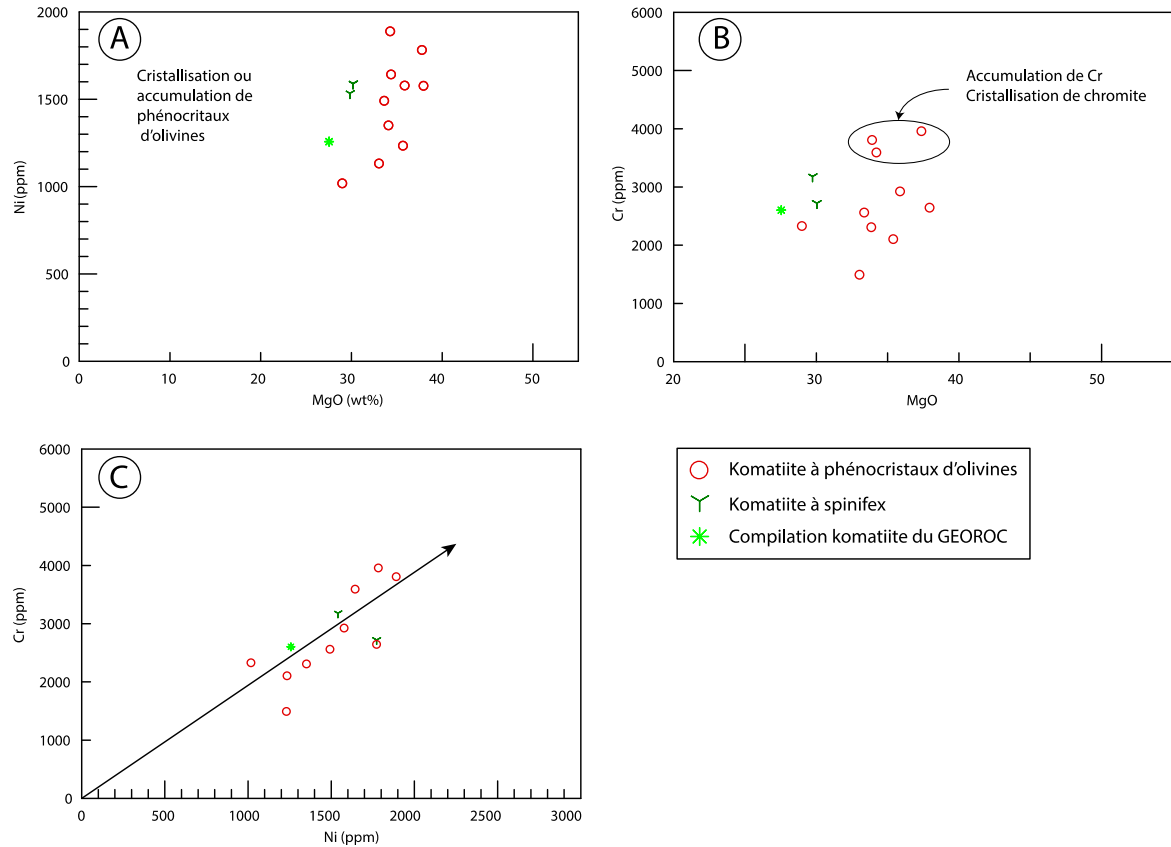 A
2000
1500
1000
500
0
Ni (ppm)
Cristallisation ou
accumulation de
phénocritaux
d'olivines
0
10
20
30
40
50
MgO (wt%)
B
6000
5000
4000
3000
2000
1000
0
Cr (ppm)
Accumulation de Cr
Cristallisation de chromite
20
30
40
50
MgO
C
6000
5000
4000
3000
2000
1000
0
Cr (ppm)
0
500
1000
1500
2000
2500
3000
Ni (ppm)
Komatiite à phénocristaux d'olivines
Komatiite à spinifex
Compilation komatiite du GEOROC